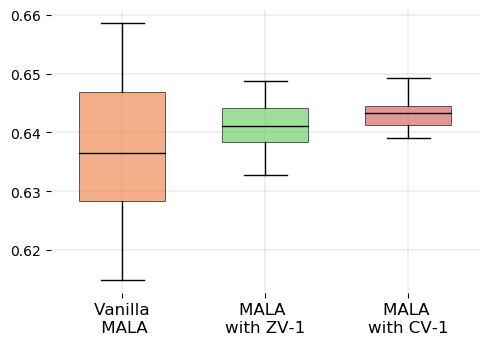 0.66
0.65
0.64
0.63
0.62
Vanilla
MALA
MALA
with ZV-1
MALA
with CV-1